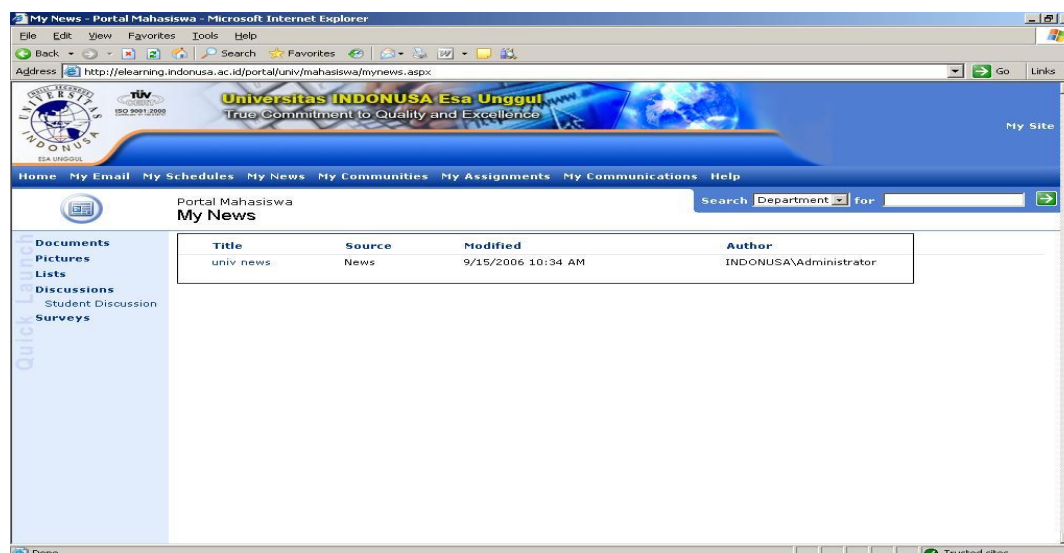 My News - Portal Mahasiswa - Microsoft Internet Explorer
File Edit View Favorites Tools Help
Back Search Favorites
Address http://elearning.indonusa.ac.id/portal/univ/mahasiswa/mynews.aspx Go Links
UNIVERSITAS
INDONUSA
ESA UNGGUL
TÜV
CERT
ISO 9001:2000
Universitas INDONUSA Esa Unggul
True Commitment to Quality and Excellence
My Site
Home My Email My Schedules My News My Communities My Assignments My Communications Help
Portal Mahasiswa
My News
Search Department for
Quick Launch
Documents
Pictures
Lists
Discussions
Student Discussion
Surveys
Title Source Modified Author
univ news News 9/15/2006 10:34 AM INDONUSA\Administrator
Done Trusted sites